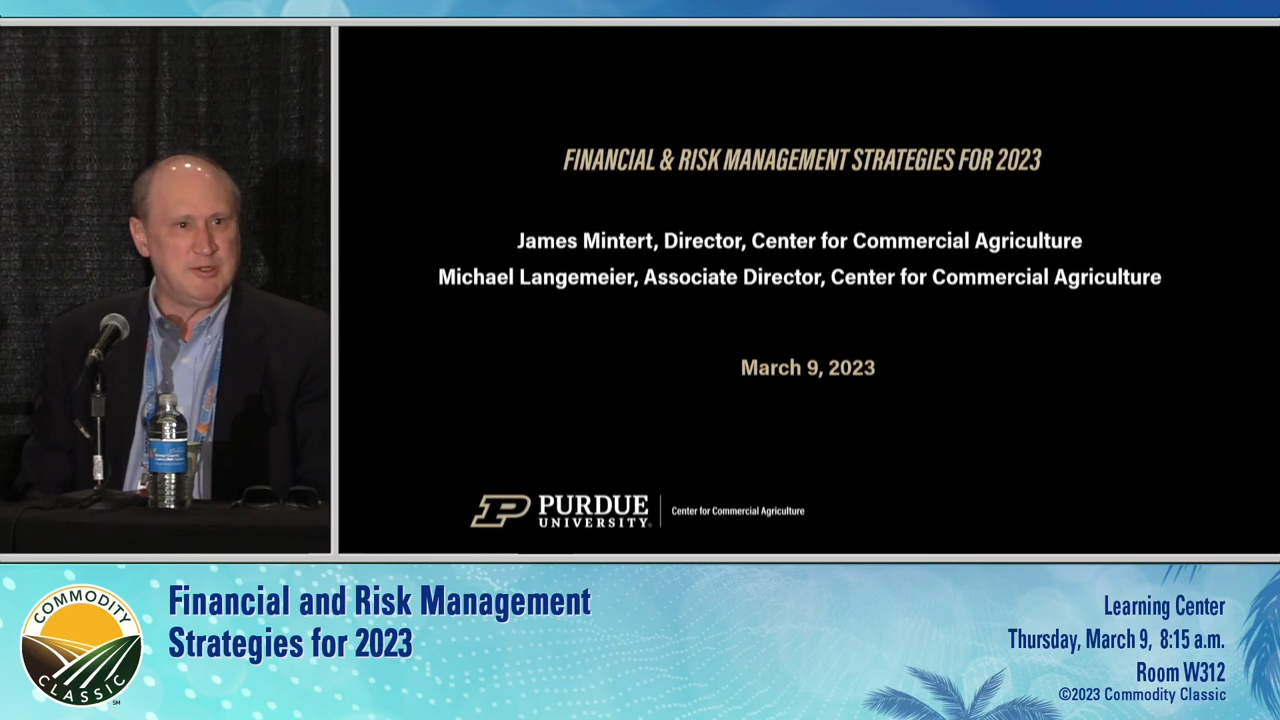 FINANCIAL & RISK MANAGEMENT STRATEGIES FOR 2023
James Mintert, Director, Center for Commercial Agriculture
Michael Langemeier, Associate Director, Center for Commercial Agriculture
March 9, 2023
PURDUE
UNIVERSITY®
Center for Commercial Agriculture
COMMODITY
CLASSIC
SM
Financial and Risk Management
Strategies for 2023
Learning Center
Thursday, March 9, 8:15 a.m.
Room W312
©2023 Commodity Classic